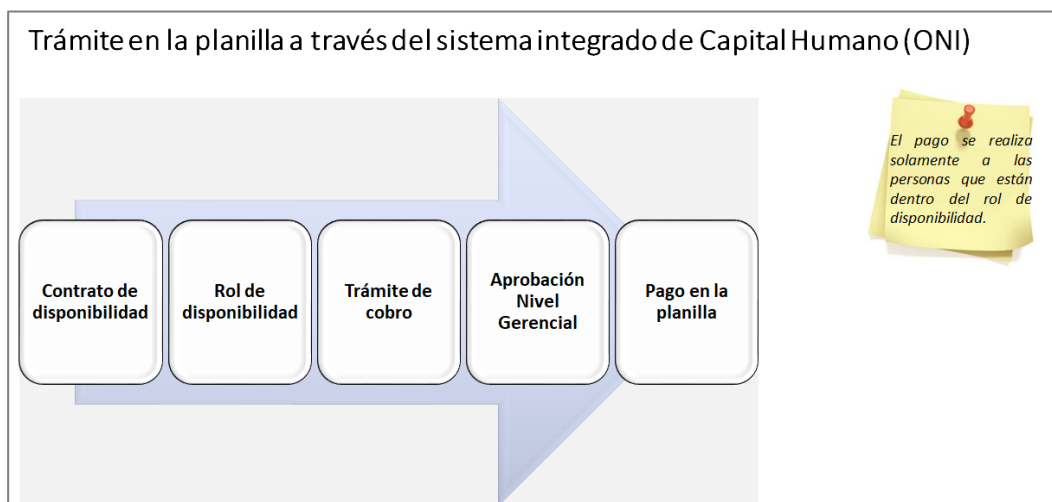 Trámite en la planilla a través del sistema integrado de Capital Humano (ONI)
El pago se realiza
solamente a las
personas que están
dentro del rol de
disponibilidad.
Contrato de
disponibilidad
Rol de
disponibilidad
Trámite de
cobro
Aprobación
Nivel
Gerencial
Pago en la
planilla